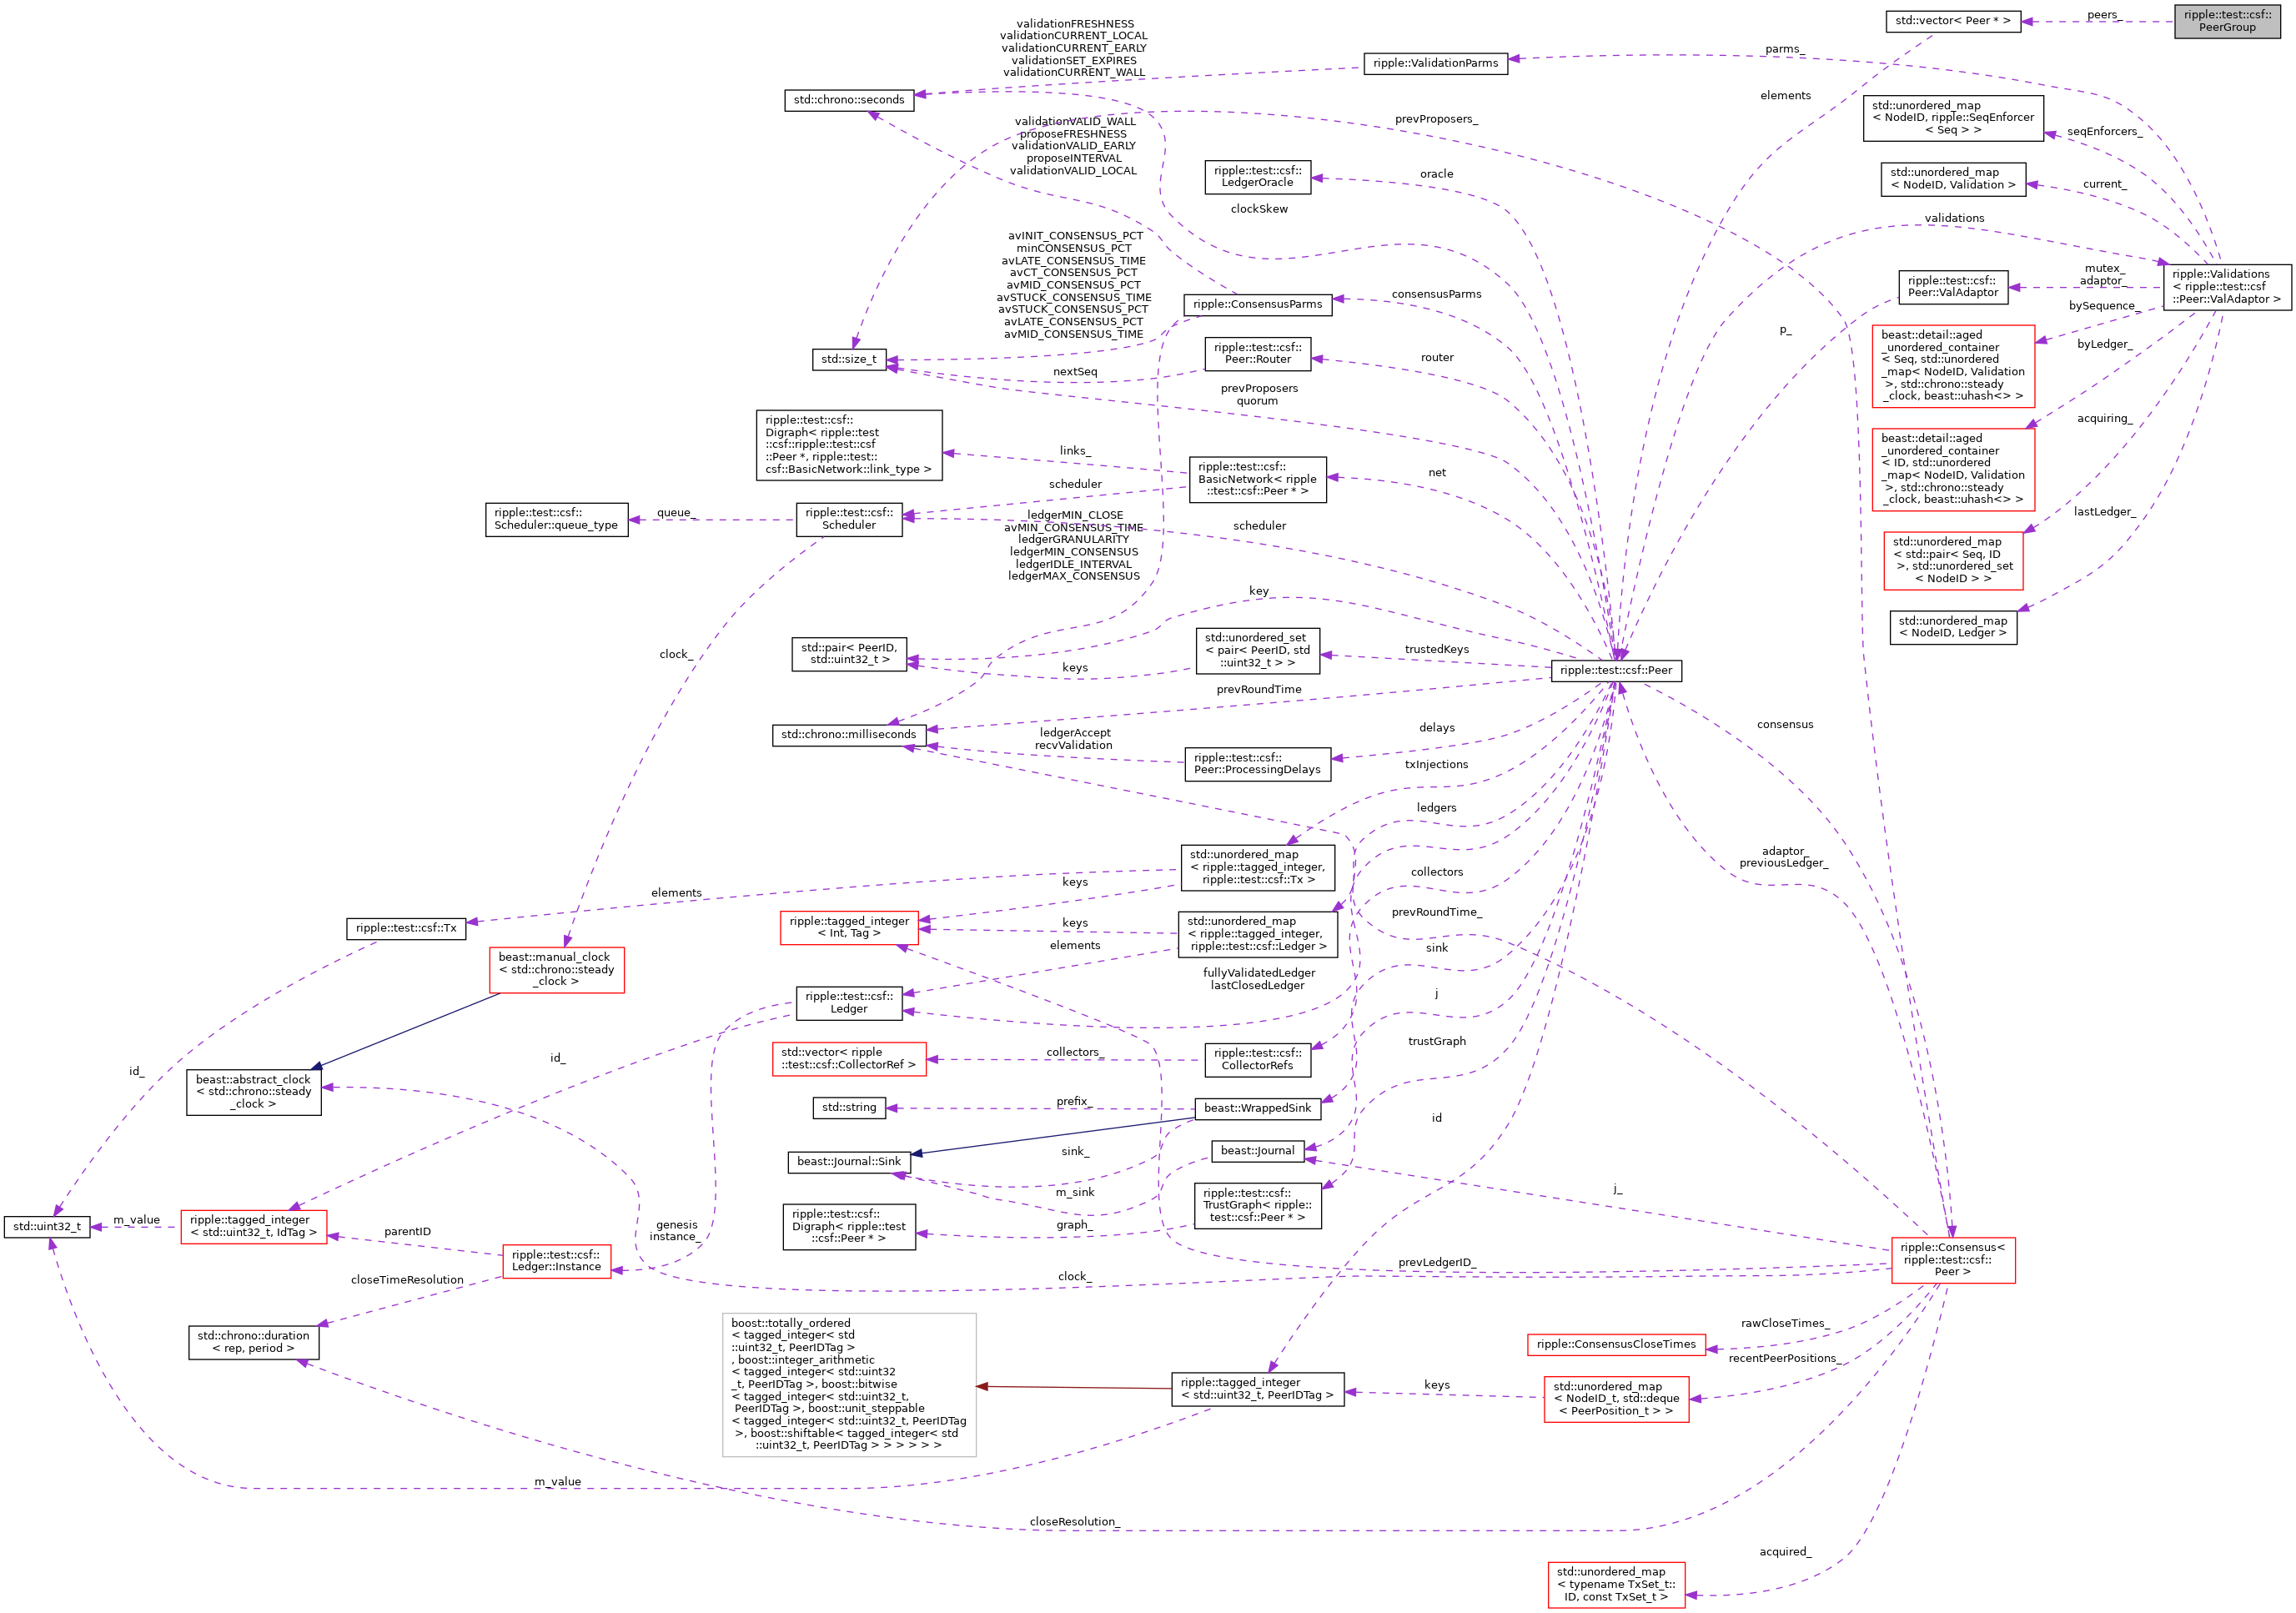 ripple::test::csf::
PeerGroup
peers_
std::vector< Peer * >
elements
validationFRESHNESS
validationCURRENT_LOCAL
validationCURRENT_EARLY
validationSET_EXPIRES
validationCURRENT_WALL
ripple::ValidationParms
parms_
std::chrono::seconds
validationVALID_WALL
proposeFRESHNESS
validationVALID_EARLY
proposeINTERVAL
validationVALID_LOCAL
prevProposers_
std::unordered_map
< NodeID, ripple::SeqEnforcer
< Seq > >
seqEnforcers_
ripple::test::csf::
LedgerOracle
oracle
std::unordered_map
< NodeID, Validation >
current_
clockSkew
validations
avINIT_CONSENSUS_PCT
minCONSENSUS_PCT
avLATE_CONSENSUS_TIME
avCT_CONSENSUS_PCT
avMID_CONSENSUS_PCT
avSTUCK_CONSENSUS_TIME
avSTUCK_CONSENSUS_PCT
avLATE_CONSENSUS_PCT
avMID_CONSENSUS_TIME
ripple::ConsensusParms
consensusParms
ripple::test::csf::
Peer::ValAdaptor
mutex_
adaptor_
ripple::Validations
< ripple::test::csf
::Peer::ValAdaptor >
p_
bySequence_
beast::detail::aged
_unordered_container
< Seq, std::unordered
_map< NodeID, Validation
>, std::chrono::steady
_clock, beast::uhash<> >
byLedger_
std::size_t
ripple::test::csf::
Peer::Router
router
nextSeq
prevProposers
quorum
ripple::test::csf::
Digraph< ripple::test
::csf::ripple::test::csf
::Peer *, ripple::test::
csf::BasicNetwork::link_type >
links_
ripple::test::csf::
BasicNetwork< ripple
::test::csf::Peer * >
net
beast::detail::aged
_unordered_container
< ID, std::unordered
_map< NodeID, Validation
>, std::chrono::steady
_clock, beast::uhash<> >
acquiring_
ripple::test::csf::
Scheduler::queue_type
queue_
ripple::test::csf::
Scheduler
scheduler
scheduler
lastLedger_
ledgerMIN_CLOSE
avMIN_CONSENSUS_TIME
ledgerGRANULARITY
ledgerMIN_CONSENSUS
ledgerIDLE_INTERVAL
ledgerMAX_CONSENSUS
std::unordered_map
< std::pair< Seq, ID
>, std::unordered_set
< NodeID > >
key
std::unordered_map
< NodeID, Ledger >
clock_
std::pair< PeerID,
std::uint32_t >
keys
std::unordered_set
< pair< PeerID, std
::uint32_t > >
trustedKeys
ripple::test::csf::Peer
prevRoundTime
std::chrono::milliseconds
ledgerAccept
recvValidation
ripple::test::csf::
Peer::ProcessingDelays
delays
consensus
txInjections
ledgers
adaptor_
previousLedger_
std::unordered_map
< ripple::tagged_integer,
ripple::test::csf::Tx >
elements
keys
collectors
ripple::test::csf::Tx
ripple::tagged_integer
< Int, Tag >
keys
elements
std::unordered_map
< ripple::tagged_integer,
ripple::test::csf::Ledger >
prevRoundTime_
beast::manual_clock
< std::chrono::steady
_clock >
sink
ripple::test::csf::
Ledger
fullyValidatedLedger
lastClosedLedger
j
id_
id_
std::vector< ripple
::test::csf::CollectorRef >
collectors_
ripple::test::csf::
CollectorRefs
trustGraph
beast::abstract_clock
< std::chrono::steady
_clock >
std::string
prefix_
beast::WrappedSink
id
beast::Journal::Sink
sink_
beast::Journal
m_sink
j_
ripple::test::csf::
Digraph< ripple::test
::csf::Peer * >
graph_
ripple::test::csf::
TrustGraph< ripple::
test::csf::Peer * >
std::uint32_t
m_value
ripple::tagged_integer
< std::uint32_t, IdTag >
parentID
genesis
instance_
ripple::test::csf::
Ledger::Instance
closeTimeResolution
clock_
prevLedgerID_
ripple::Consensus<
ripple::test::csf::
Peer >
std::chrono::duration
< rep, period >
boost::totally_ordered
< tagged_integer< std
::uint32_t, PeerIDTag >
, boost::integer_arithmetic
< tagged_integer< std::uint32
_t, PeerIDTag >, boost::bitwise
< tagged_integer< std::uint32_t,
PeerIDTag >, boost::unit_steppable
< tagged_integer< std::uint32_t, PeerIDTag
>, boost::shiftable< tagged_integer< std
::uint32_t, PeerIDTag > > > > > >
ripple::tagged_integer
< std::uint32_t, PeerIDTag >
keys
ripple::ConsensusCloseTimes
rawCloseTimes_
recentPeerPositions_
std::unordered_map
< NodeID_t, std::deque
< PeerPosition_t > >
m_value
closeResolution_
acquired_
std::unordered_map
< typename TxSet_t::
ID, const TxSet_t >